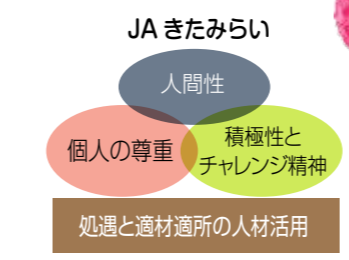 JA きたみらい
人間性
個人の尊重
積極性と
チャレンジ精神
処遇と適材適所の人材活用